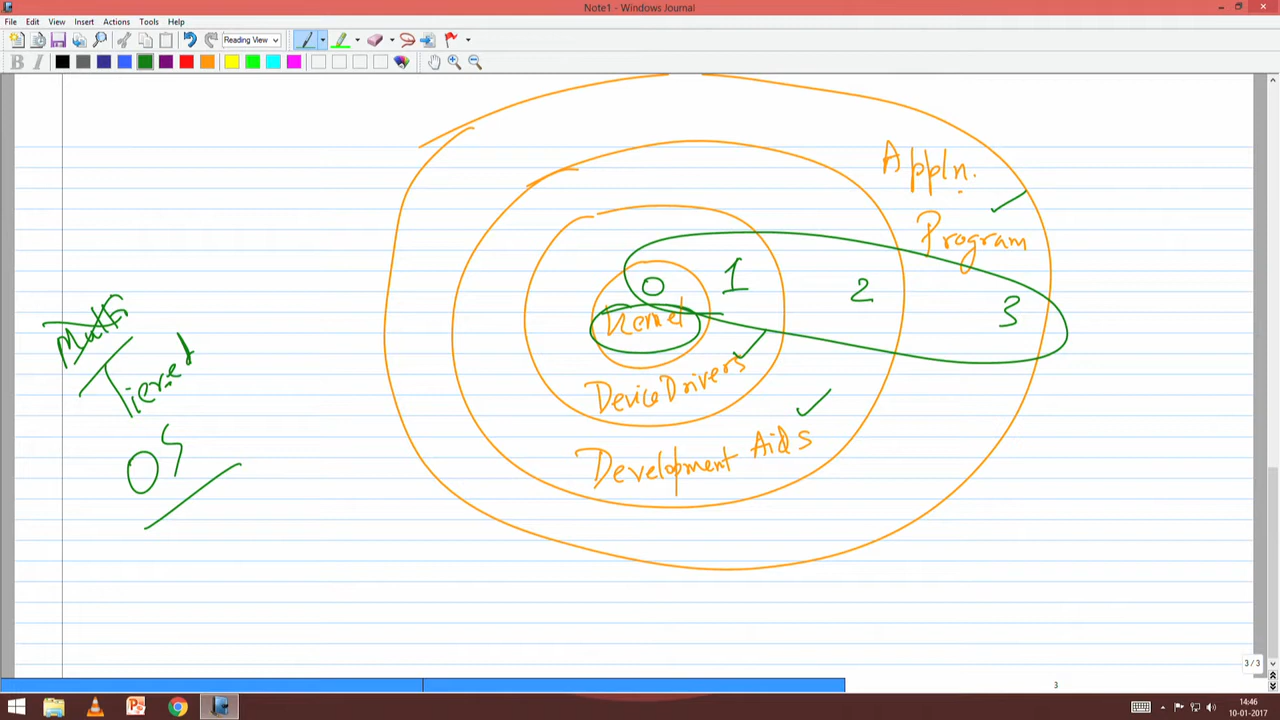 Note1 - Windows Journal
File Edit View Insert Actions Tools Help
Reading View
B I
Appln.
Program
0 1 2 3
Kernel
Device Drivers
Development Aids
Tiered
OS
3 / 3
3
14:46
10-01-2017